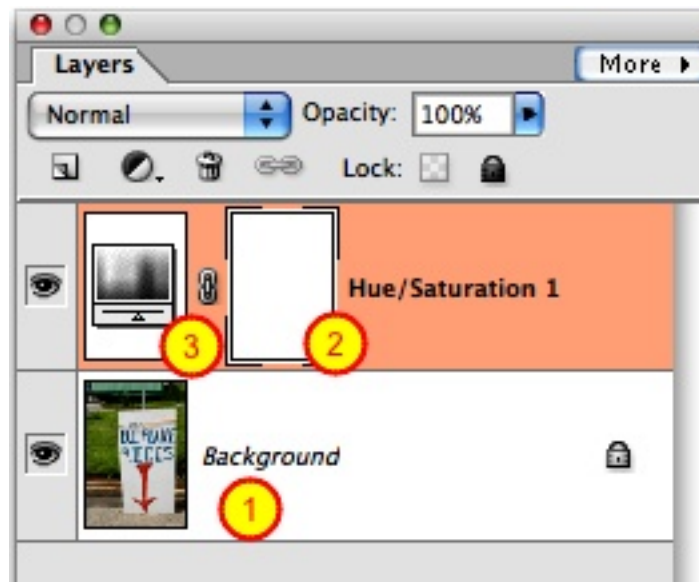 Layers
More
Normal
Opacity: 100%
Lock:
Hue/Saturation 1
3
2
Background
1